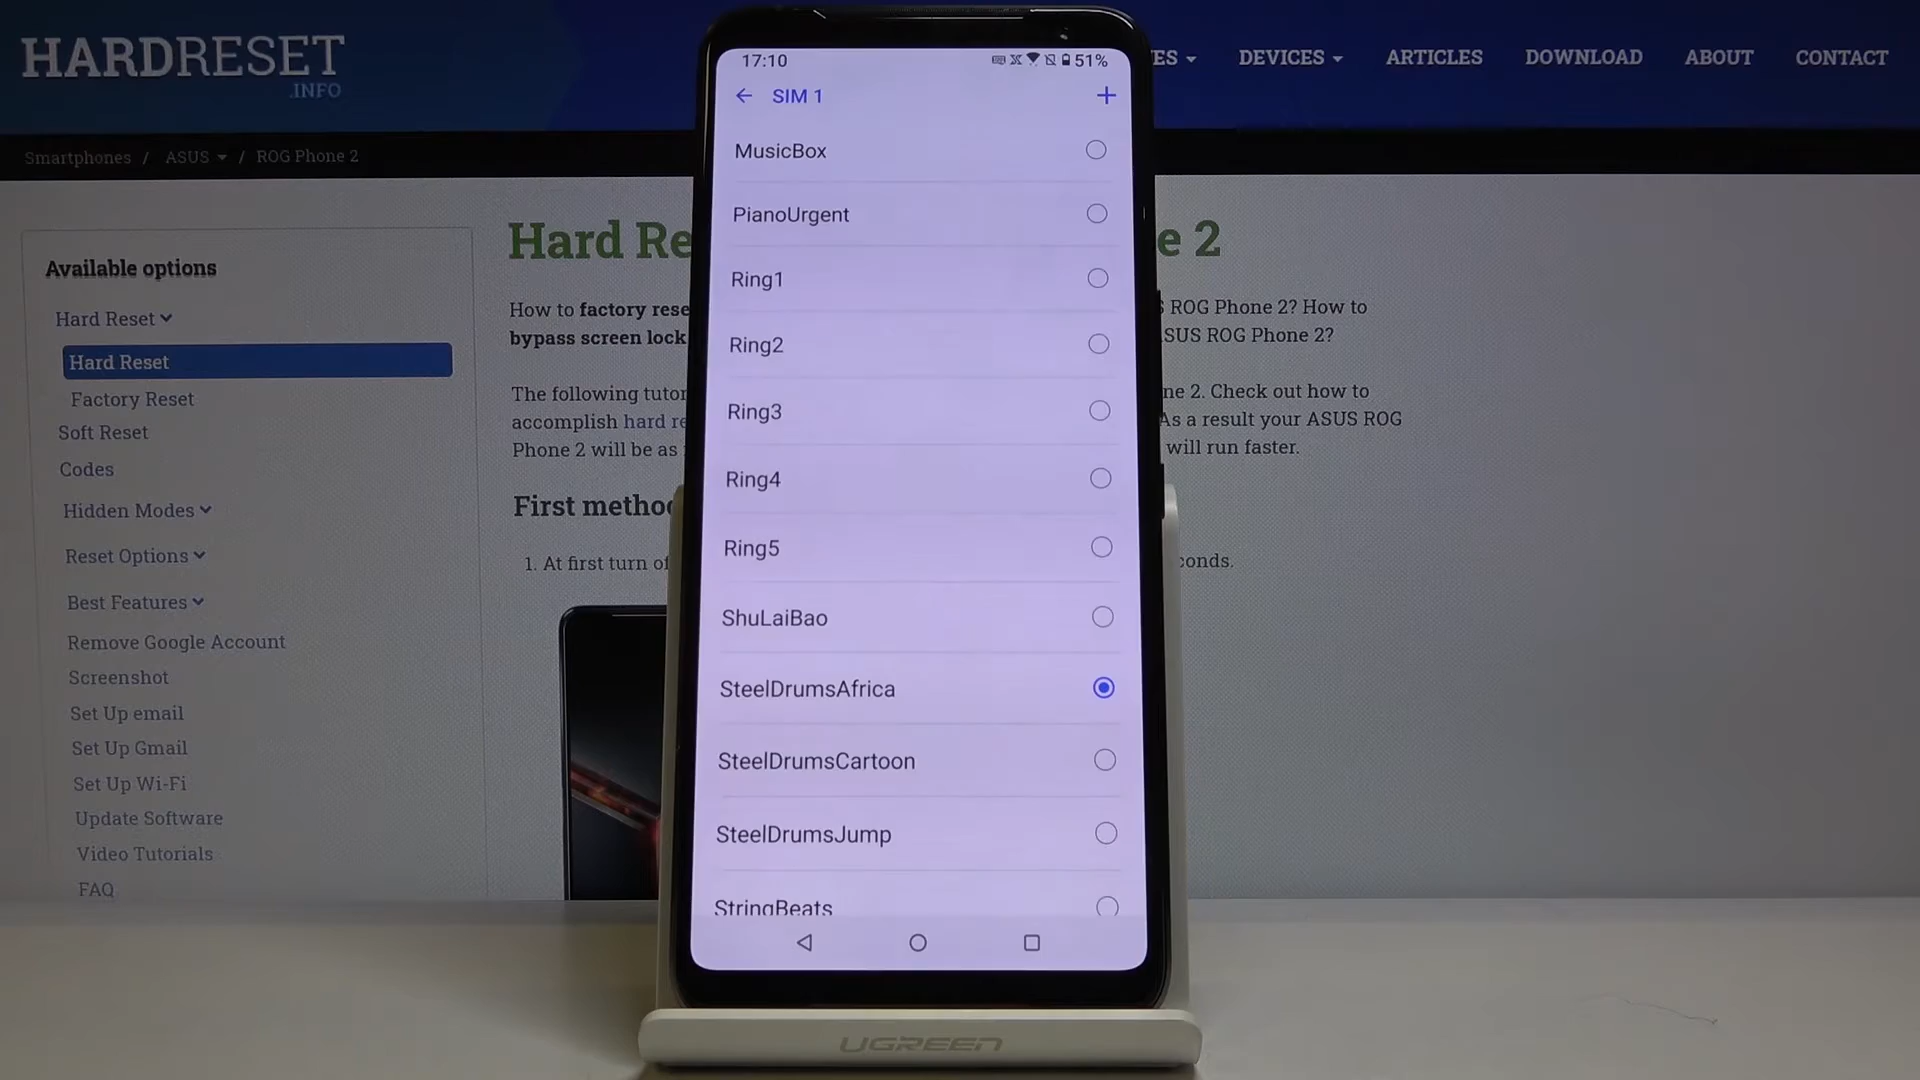 HARDRESET
.INFO
ES
DEVICES
ARTICLES
DOWNLOAD
ABOUT
CONTACT
Smartphones / ASUS / ROG Phone 2
Available options
Hard Reset
Hard Reset
Factory Reset
Soft Reset
Codes
Hidden Modes
Reset Options
Best Features
Remove Google Account
Screenshot
Set Up email
Set Up Gmail
Set Up Wi-Fi
Update Software
Video Tutorials
FAQ
Hard Re
e 2
How to factory rese
ROG Phone 2? How to
bypass screen lock
SUS ROG Phone 2?
The following tutor
ne 2. Check out how to
accomplish hard re
As a result your ASUS ROG
Phone 2 will be as
will run faster.
First metho
1. At first turn of
conds.
17:10
51%
SIM 1
MusicBox
PianoUrgent
Ring1
Ring2
Ring3
Ring4
Ring5
ShuLaiBao
SteelDrumsAfrica
SteelDrumsCartoon
SteelDrumsJump
StringBeats
UGREEN